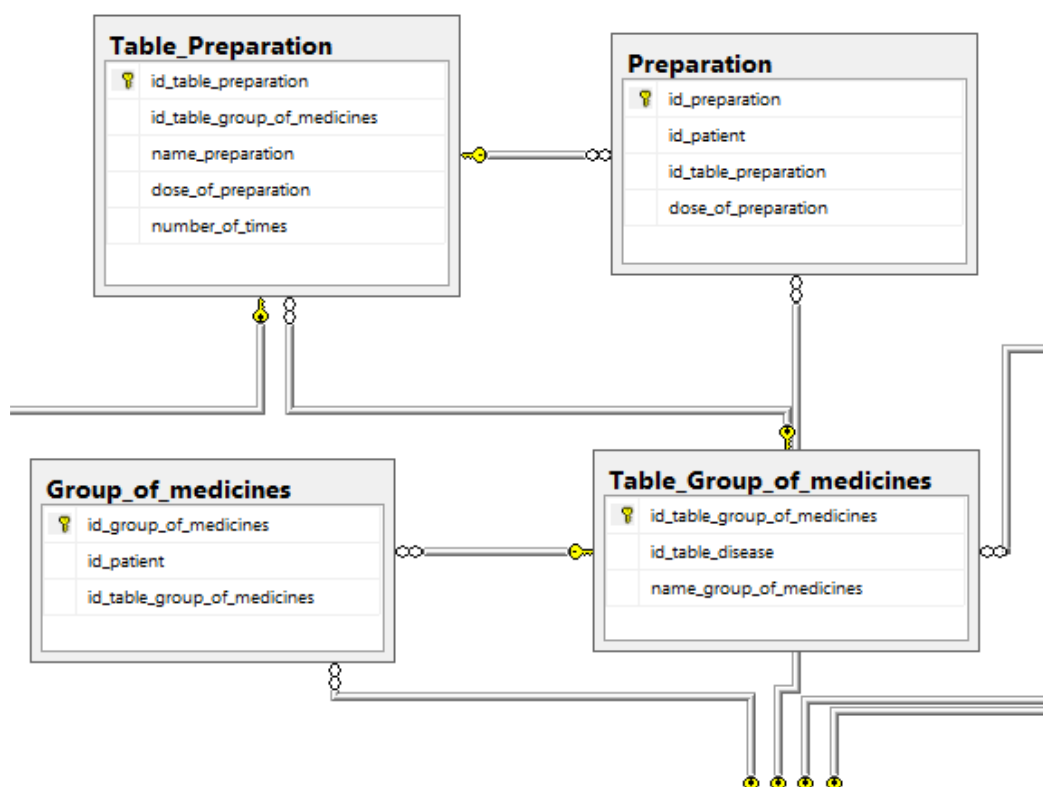 Table_Preparation
id_table_preparation
id_table_group_of_medicines
name_preparation
dose_of_preparation
number_of_times
Preparation
id_preparation
id_patient
id_table_preparation
dose_of_preparation
Group_of_medicines
id_group_of_medicines
id_patient
id_table_group_of_medicines
Table_Group_of_medicines
id_table_group_of_medicines
id_table_disease
name_group_of_medicines